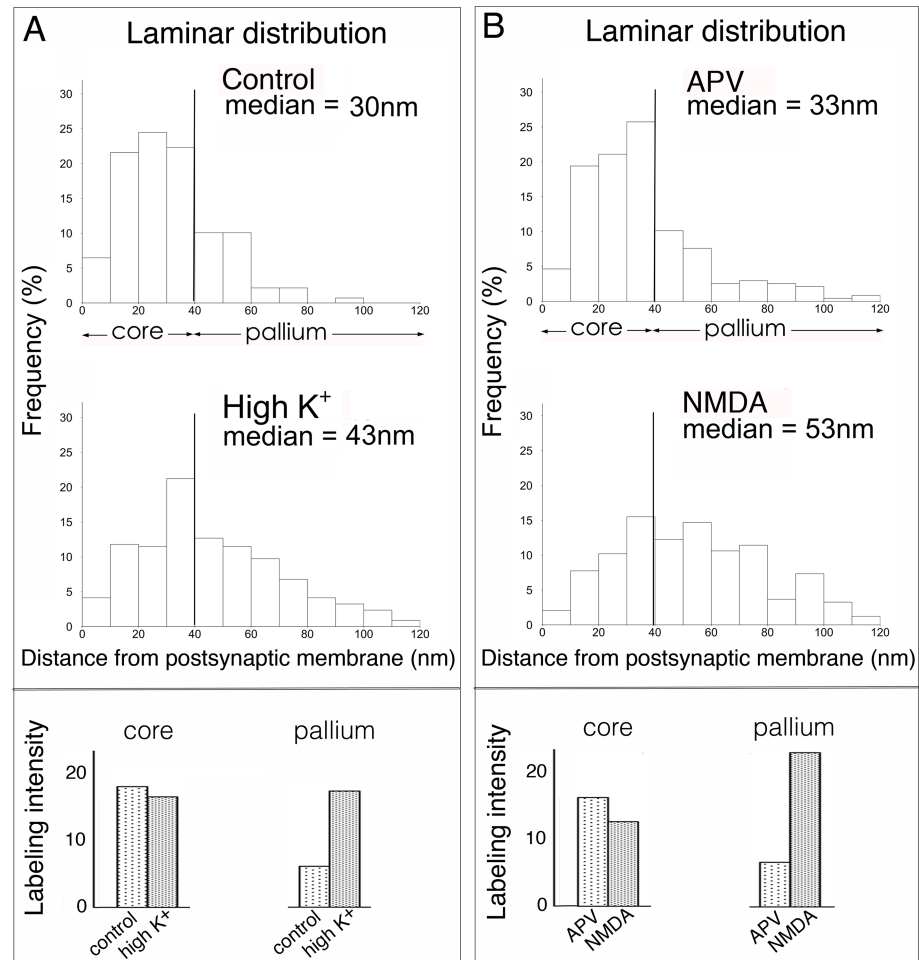 A
Laminar distribution
Control
median = 30nm
Frequency (%)
30
25
20
15
10
5
0
0 20 40 60 80 100 120
core pallium
High K+
median = 43nm
30
25
20
15
10
5
0
0 20 40 60 80 100 120
Distance from postsynaptic membrane (nm)
Labeling intensity
core pallium
20
10
0
control high K+ control high K+
B
Laminar distribution
APV
median = 33nm
Frequency (%)
30
25
20
15
10
5
0
0 20 40 60 80 100 120
core pallium
NMDA
median = 53nm
30
25
20
15
10
5
0
0 20 40 60 80 100 120
Distance from postsynaptic membrane (nm)
Labeling intensity
core pallium
20
10
0
APV NMDA APV NMDA